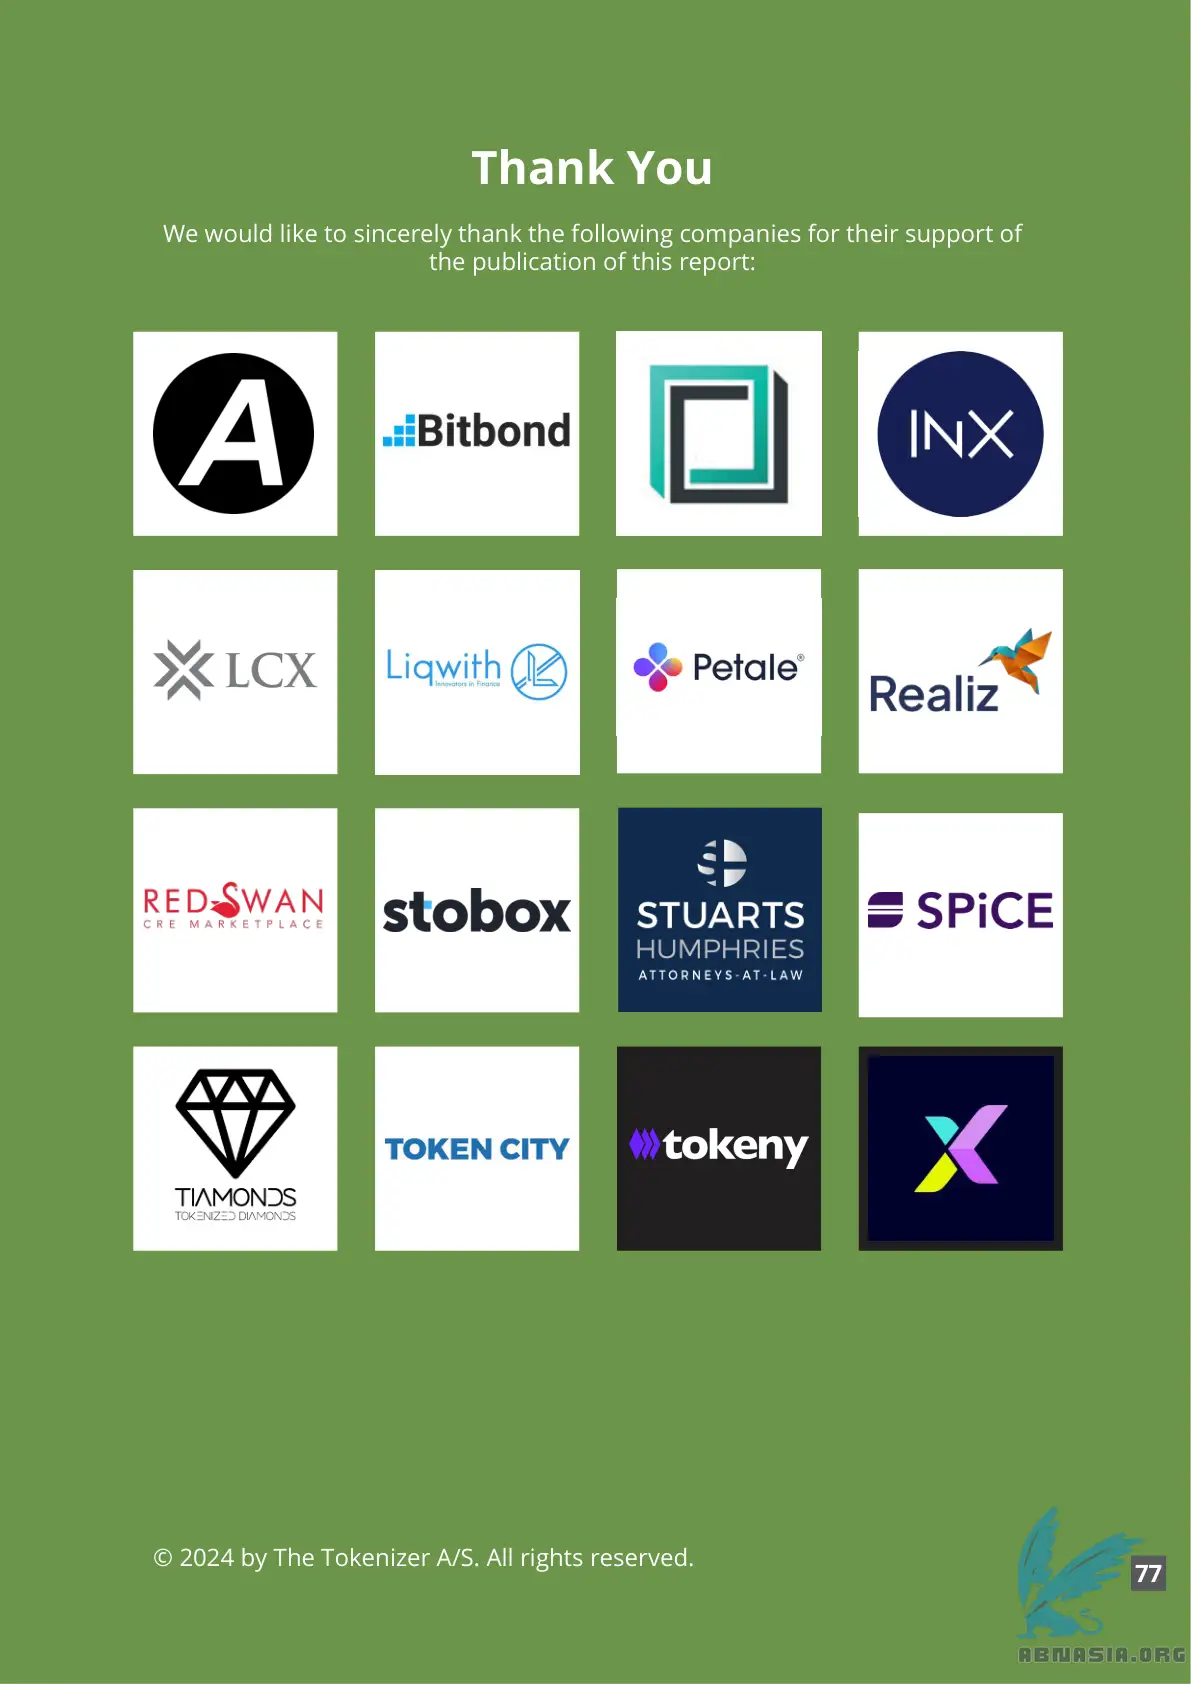 Thank You
We would like to sincerely thank the following companies for their support of
the publication of this report:
A
Bitbond
INX
LCX
Liqwith
Innovators in Finance
Petale®
Realiz
RED SWAN
CRE MARKETPLACE
stobox
S
STUARTS
HUMPHRIES
ATTORNEYS-AT-LAW
SPiCE
TIAMONDS
TOKENIZED DIAMONDS
TOKEN CITY
tokeny
X
© 2024 by The Tokenizer A/S. All rights reserved.
77
ABNASIA.ORG